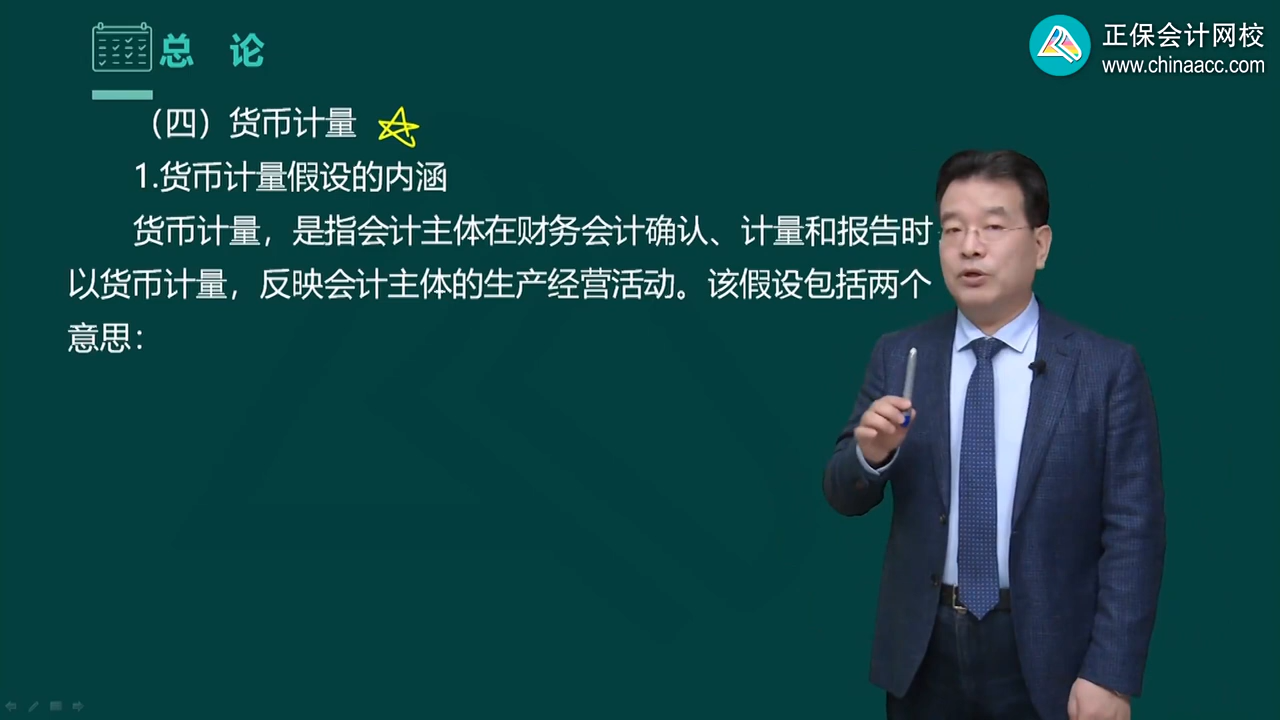 总 论
正保会计网校
www.chinaacc.com
（四）货币计量
1.货币计量假设的内涵
货币计量，是指会计主体在财务会计确认、计量和报告时
以货币计量，反映会计主体的生产经营活动。该假设包括两个
意思：